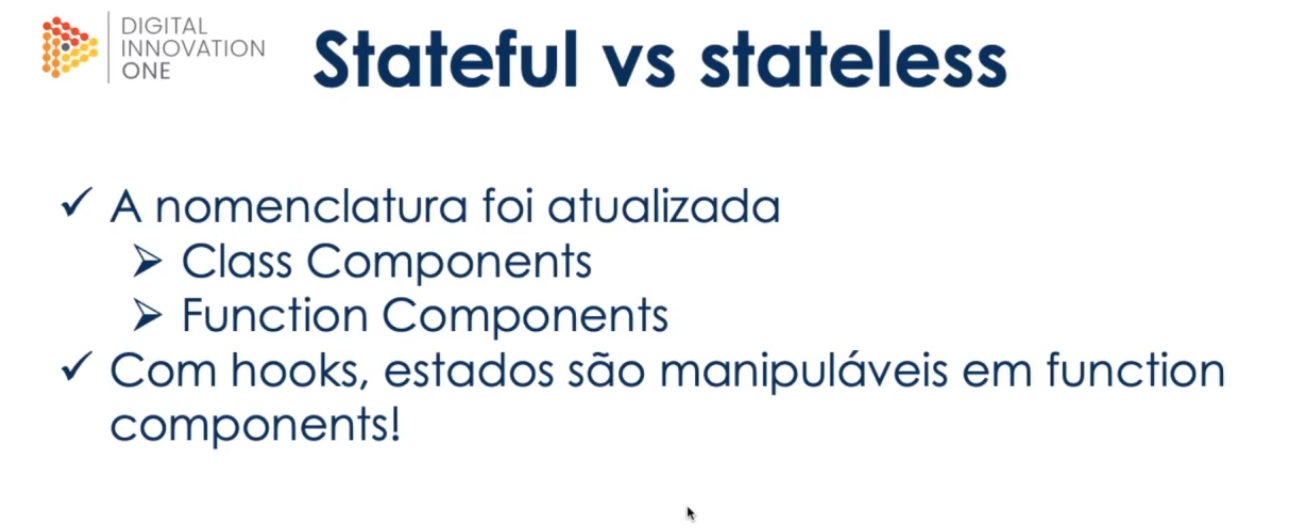 DIGITAL
INNOVATION
ONE
Stateful vs stateless
✓ A nomenclatura foi atualizada
➢ Class Components
➢ Function Components
✓ Com hooks, estados são manipuláveis em function
components!